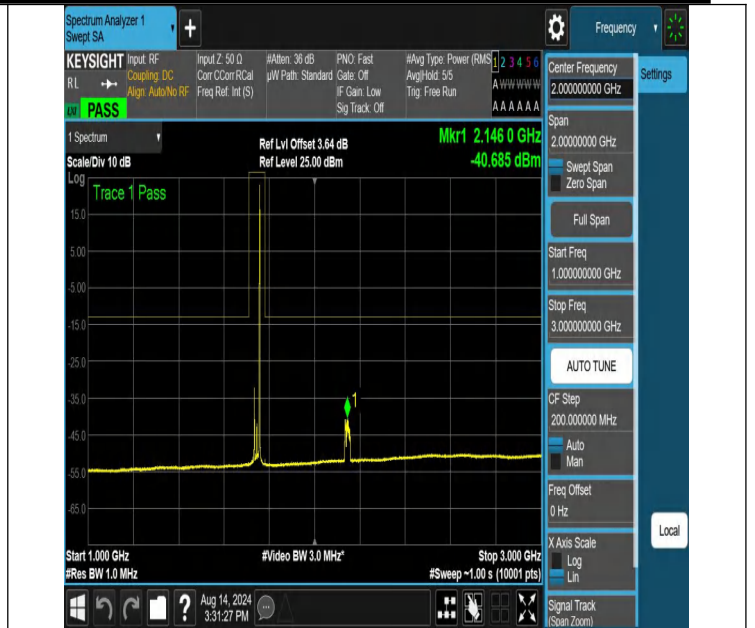 Spectrum Analyzer 1
Swept SA
Frequency
KEYSIGHT
RL
PASS
Input: RF
Coupling: DC
Align: Auto/No RF
Input Z: 50 Ω
Corr CCorr RCal
Freq Ref: Int (S)
#Atten: 36 dB
µW Path: Standard
PNO: Fast
Gate: Off
IF Gain: Low
Sig Track: Off
#Avg Type: Power (RMS
Avg|Hold: 5/5
Trig: Free Run
1 2 3 4 5 6
A W W W W W
A A A A A A
1 Spectrum
Scale/Div 10 dB
Ref Lvl Offset 3.64 dB
Ref Level 25.00 dBm
Mkr1 2.146 0 GHz
-40.685 dBm
Log
Trace 1 Pass
15.0
5.00
-5.00
-15.0
-25.0
-35.0
-45.0
-55.0
-65.0
1
Start 1.000 GHz
#Res BW 1.0 MHz
#Video BW 3.0 MHz*
Stop 3.000 GHz
#Sweep ~1.00 s (10001 pts)
Aug 14, 2024
3:31:27 PM
?
Center Frequency
2.000000000 GHz
Span
2.00000000 GHz
Swept Span
Zero Span
Full Span
Start Freq
1.000000000 GHz
Stop Freq
3.000000000 GHz
AUTO TUNE
CF Step
200.000000 MHz
Auto
Man
Freq Offset
0 Hz
X Axis Scale
Log
Lin
Signal Track
(Span Zoom)
Settings
Local